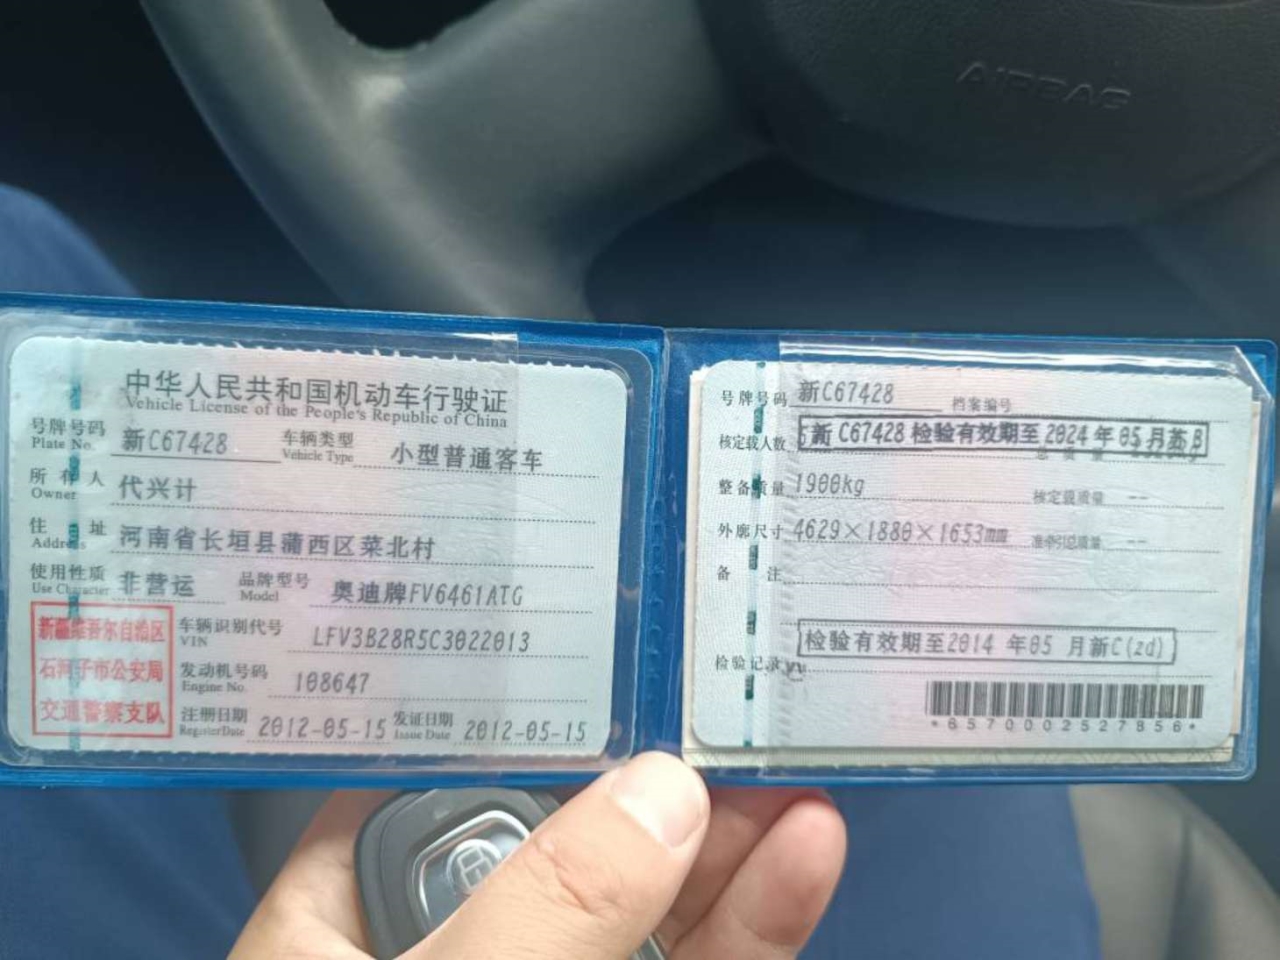 AIRBAG
中华人民共和国机动车行驶证
Vehicle License of the People's Republic of China
号牌号码 新C67428 车辆类型 小型普通客车
Plate No. Vehicle Type
所有人 代兴计
Owner
住址 河南省长垣县蒲西区菜北村
Address
使用性质 非营运 品牌型号 奥迪牌FV6461ATG
Use Character Model
新疆维吾尔自治区
石河子市公安局
交通警察支队
车辆识别代号 LFV3B28R5C3022013
VIN
发动机号码 108647
Engine No.
注册日期 2012-05-15 发证日期 2012-05-15
Register Date Issue Date
号牌号码 新C67428 档案编号
核定载人数 新C67428 检验有效期至2024年05月
总质量
整备质量 1900kg 核定载质量 --
外廓尺寸 4629×1880×1653mm 准牵引总质量 --
备注
检验有效期至2014年05月新C(zd)
检验记录
*6570002527856*